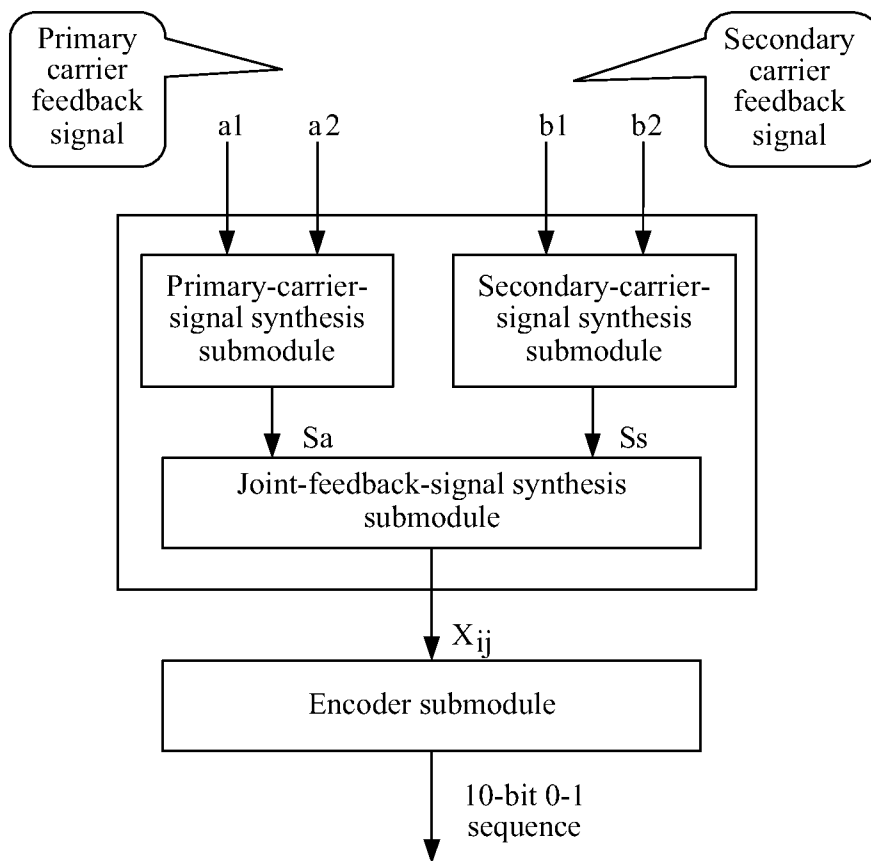 Primary
carrier
feedback
signal
Secondary
carrier
feedback
signal
a1
a2
b1
b2
Primary-carrier-
signal synthesis
submodule
Secondary-carrier-
signal synthesis
submodule
Sa
Ss
Joint-feedback-signal synthesis
submodule
Xij
Encoder submodule
10-bit 0-1
sequence